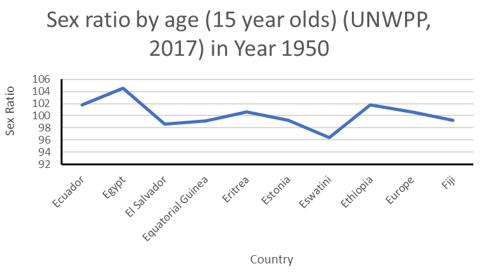 Sex ratio by age (15 year olds) (UNWPP,
2017) in Year 1950
Sex Ratio
106
104
102
100
98
96
94
92
Ecuador
Egypt
El Salvador
Equatorial Guinea
Eritrea
Estonia
Eswatini
Ethiopia
Europe
Fiji
Country